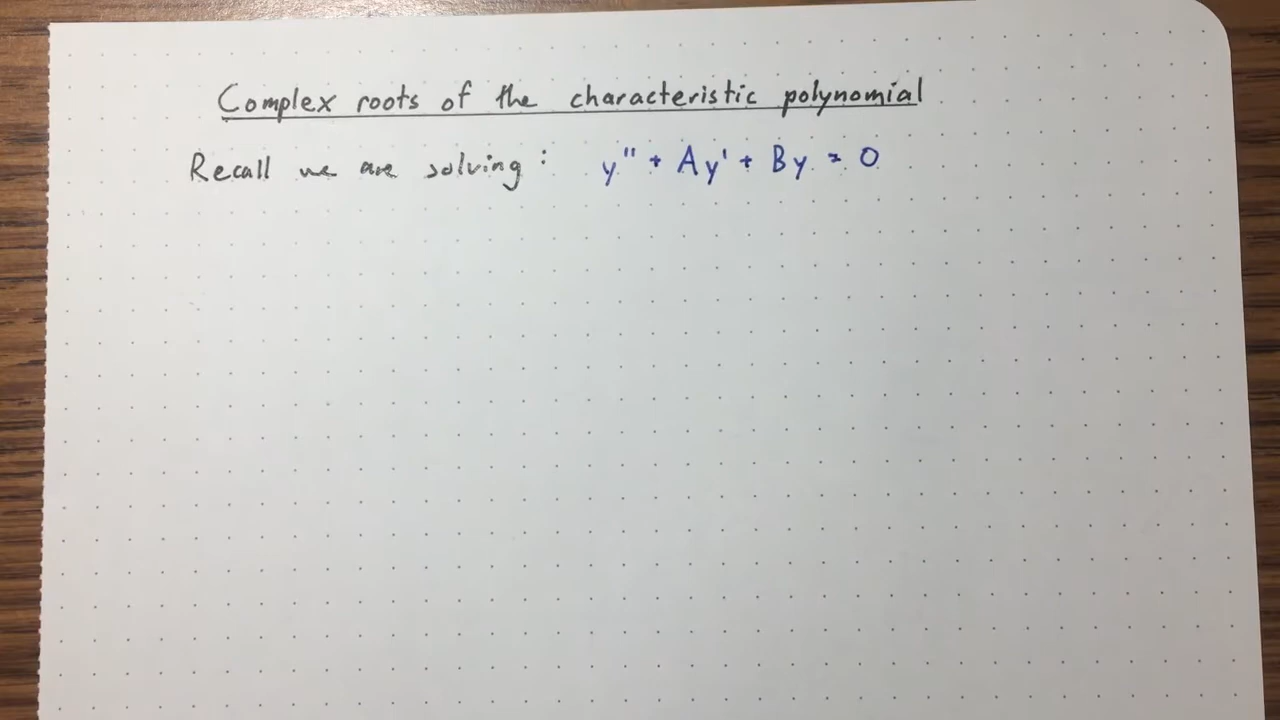 Complex roots of the characteristic polynomial
Recall we are solving : y'' + Ay' + By = 0